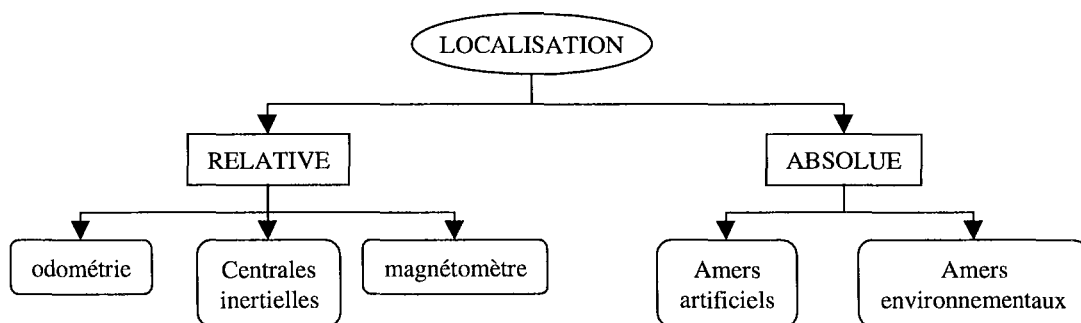 LOCALISATION
RELATIVE
ABSOLUE
odométrie
Centrales
inertielles
magnétomètre
Amers
artificiels
Amers
environnementaux